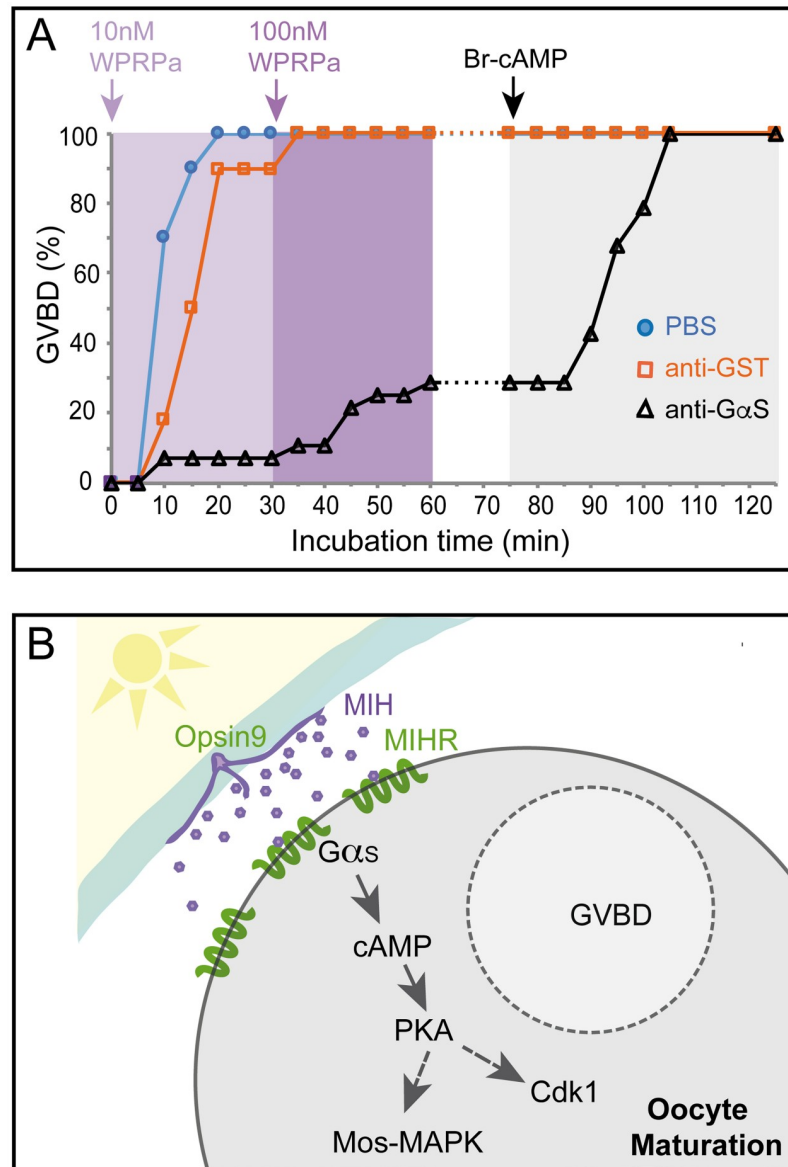 A
10nM
WPRPa
100nM
WPRPa
Br-cAMP
100
80
60
40
20
0
GVBD (%)
PBS
anti-GST
anti-GαS
0 10 20 30 40 50 60 70 80 90 100 110 120
Incubation time (min)
B
Opsin9
MIH
MIHR
Gαs
cAMP
PKA
Mos-MAPK
Cdk1
GVBD
Oocyte
Maturation